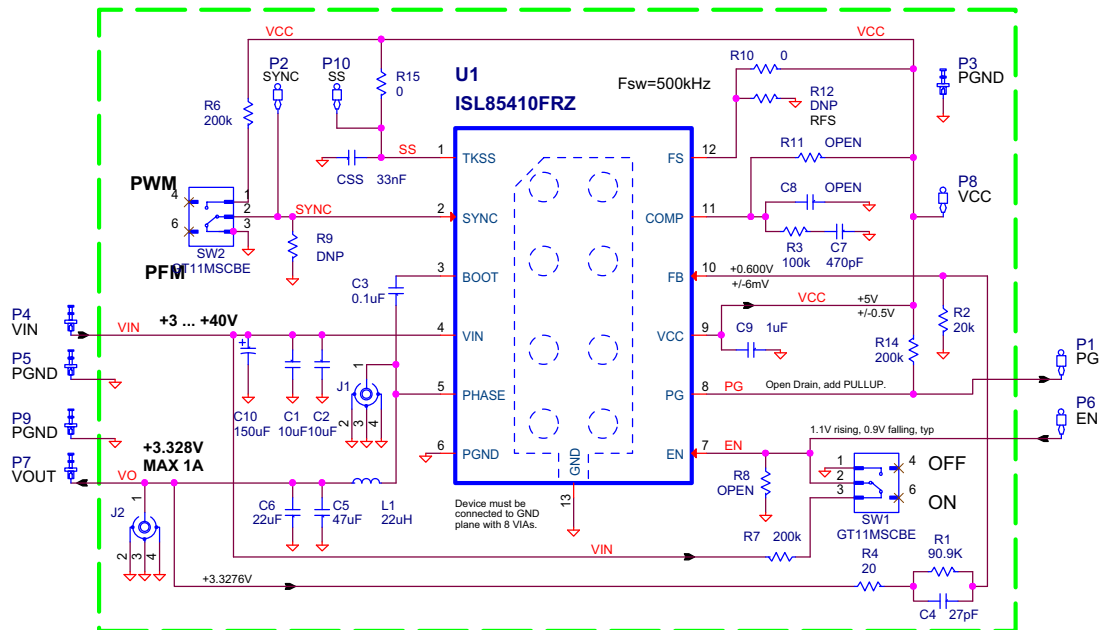 VCC
VCC
P2
SYNC
P10
SS
R15
0
U1
ISL85410FRZ
Fsw=500kHz
R10
0
R12
DNP
RFS
P3
PGND
R6
200k
SS
CSS
33nF
1
TKSS
FS
12
R11
OPEN
PWM
4
1
2
3
6
SW2
GT11MSCBE
PFM
SYNC
R9
DNP
2
SYNC
COMP
11
C8
OPEN
R3
100k
C7
470pF
P8
VCC
3
BOOT
FB
10
+0.600V
+/-6mV
C3
0.1uF
P4
VIN
VIN
+3 ... +40V
4
VIN
VCC
9
VCC
+5V
+/-0.5V
C9
1uF
R2
20k
R14
200k
P5
PGND
C10
150uF
C1
10uF
C2
10uF
J1
1
2
3
4
5
PHASE
PG
8
PG
Open Drain, add PULLUP.
P1
PG
P9
PGND
P6
EN
6
PGND
GND
13
EN
7
EN
1.1V rising, 0.9V falling, typ
+3.328V
MAX 1A
P7
VOUT
VO
J2
1
2
3
4
C6
22uF
C5
47uF
L1
22uH
Device must be
connected to GND
plane with 8 VIAs.
R8
OPEN
1
2
3
4
6
OFF
ON
SW1
GT11MSCBE
VIN
R7
200k
+3.3276V
R4
20
R1
90.9K
C4
27pF